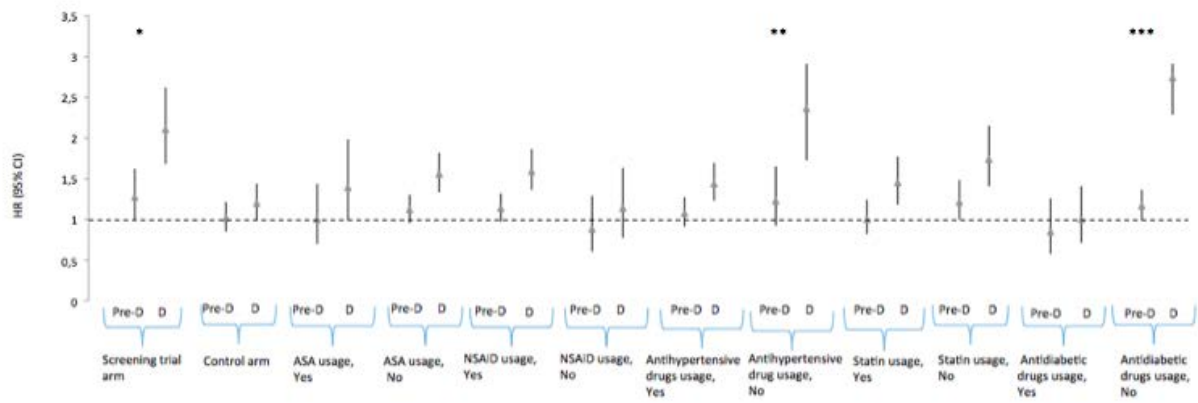 3,5
* ** ***
3
2,5
2
1,5
1
0,5
0
HR (95% CI)
Pre-D D Pre-D D Pre-D D Pre-D D Pre-D D Pre-D D Pre-D D Pre-D D Pre-D D Pre-D D Pre-D D Pre-D D
Screening trial
arm
Control arm
ASA usage,
Yes
ASA usage,
No
NSAID usage,
Yes
NSAID usage,
No
Antihypertensive
drugs usage,
Yes
Antihypertensive
drug usage,
No
Statin usage,
Yes
Statin usage,
No
Antidiabetic
drugs usage,
Yes
Antidiabetic
drugs usage,
No